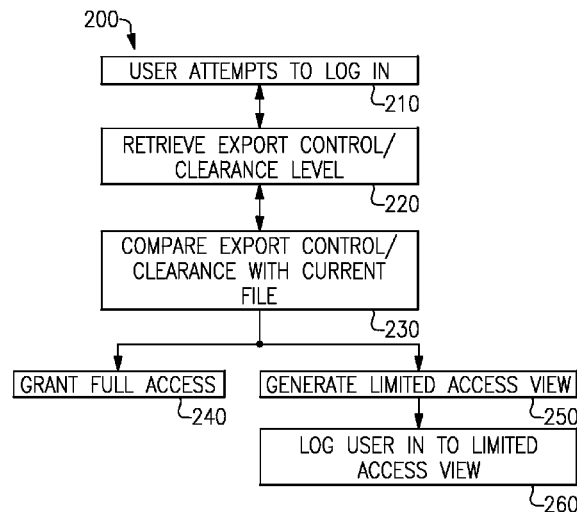 200
USER ATTEMPTS TO LOG IN
210
RETRIEVE EXPORT CONTROL/
CLEARANCE LEVEL
220
COMPARE EXPORT CONTROL/
CLEARANCE WITH CURRENT
FILE
230
GRANT FULL ACCESS
240
GENERATE LIMITED ACCESS VIEW
250
LOG USER IN TO LIMITED
ACCESS VIEW
260